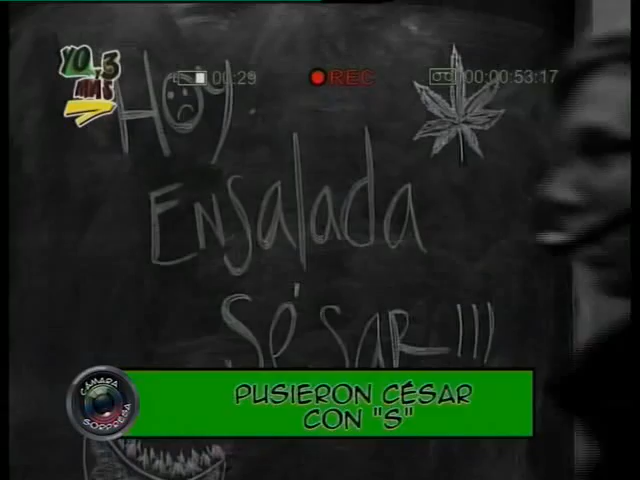 YO, 3
MÁS
00:29
REC
00:00:53:17
Hoy.
Ensalada
Sésar!!!
CÁMARA
SORPRESA
PUSIERON CÉSAR
CON "S"